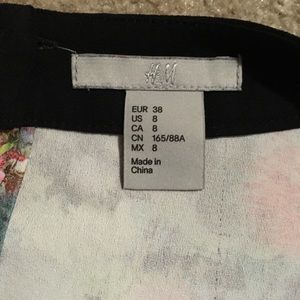 H&M
EUR 38
US 8
CA 8
CN 165/88A
MX 8
Made in
China